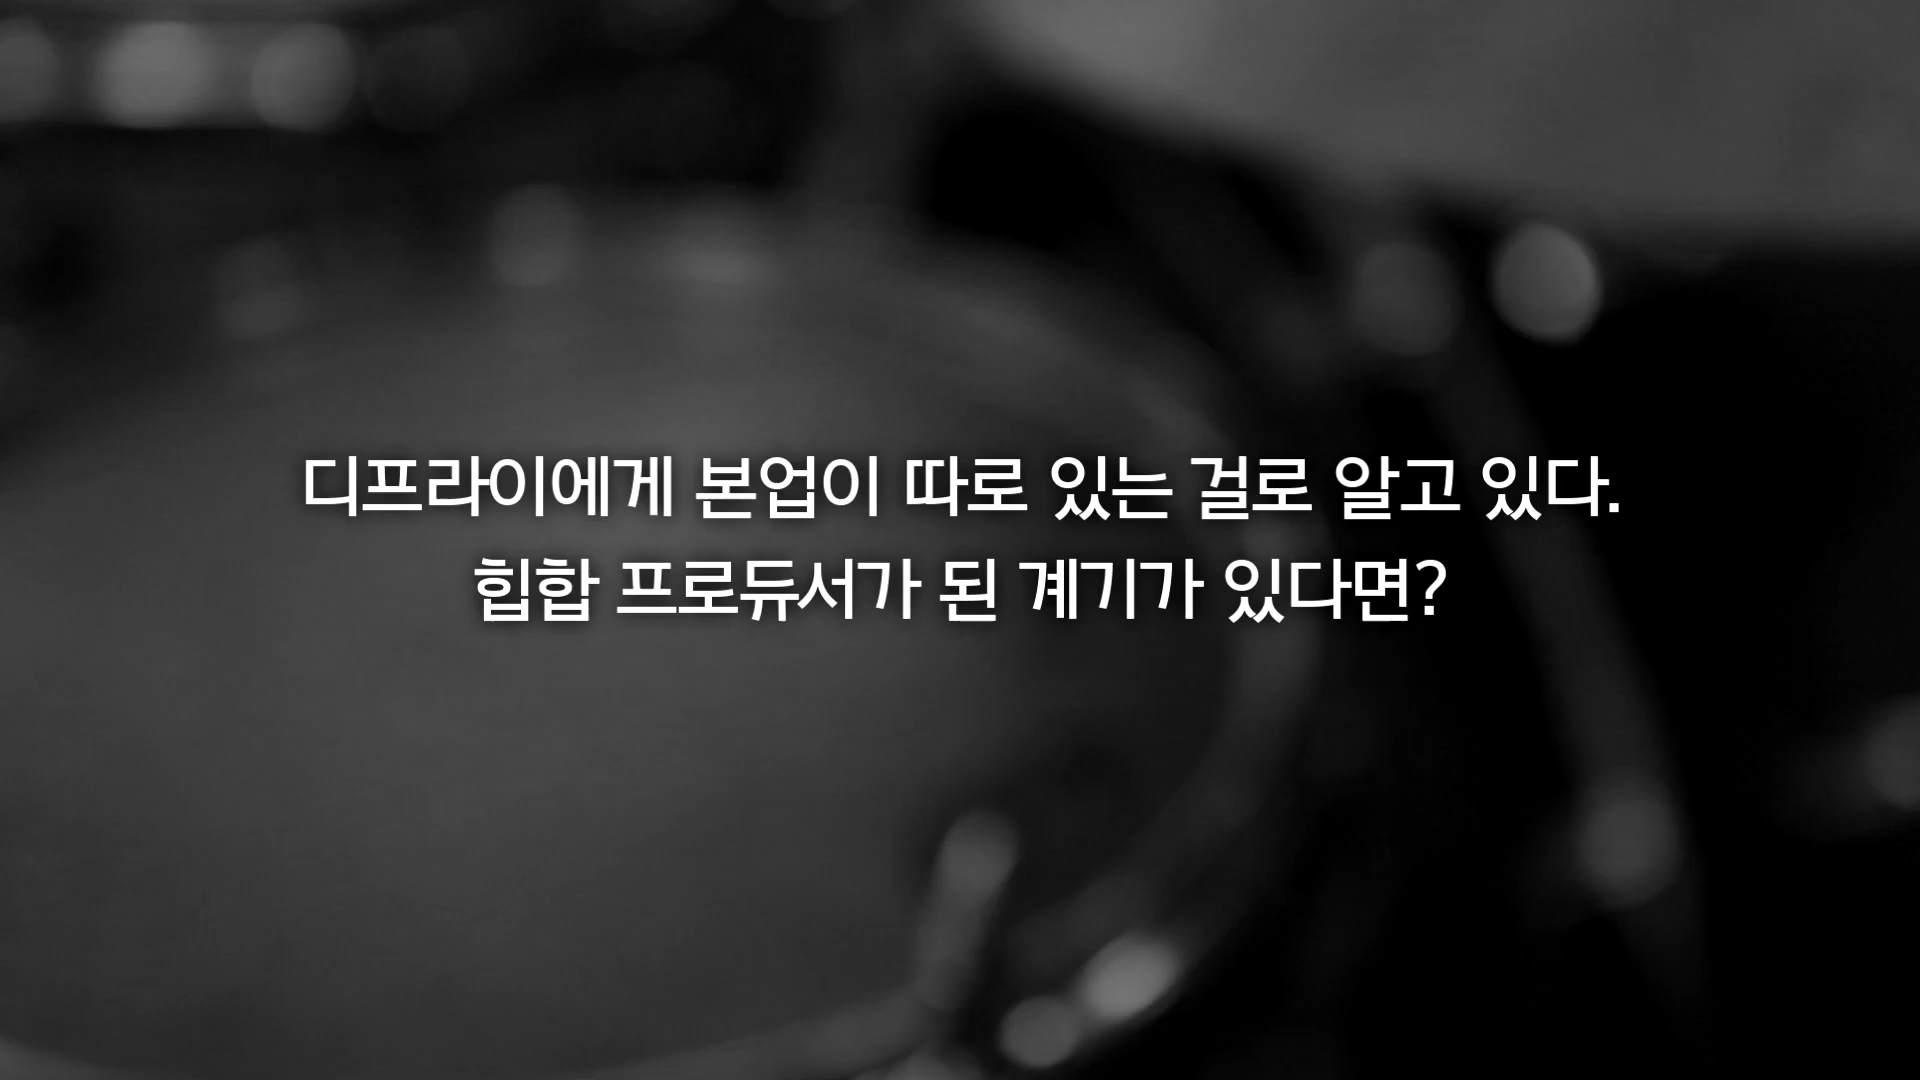 디프라이에게 본업이 따로 있는 걸로 알고 있다.
힙합 프로듀서가 된 계기가 있다면?